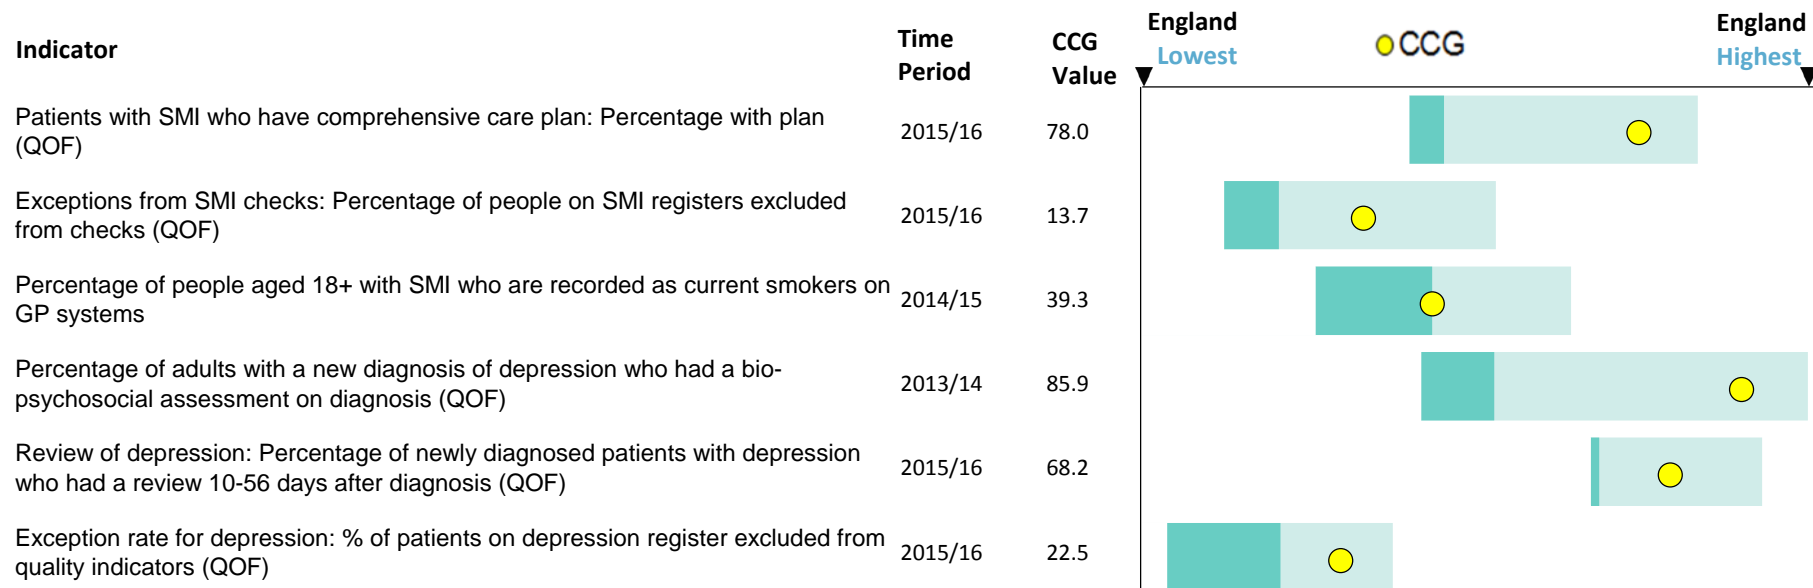 Indicator
Time Period
CCG Value
England Lowest
CCG
England Highest
Patients with SMI who have comprehensive care plan: Percentage with plan
(QOF)
2015/16
78.0
Exceptions from SMI checks: Percentage of people on SMI registers excluded
from checks (QOF)
2015/16
13.7
Percentage of people aged 18+ with SMI who are recorded as current smokers on
GP systems
2014/15
39.3
Percentage of adults with a new diagnosis of depression who had a bio-
psychosocial assessment on diagnosis (QOF)
2013/14
85.9
Review of depression: Percentage of newly diagnosed patients with depression
who had a review 10-56 days after diagnosis (QOF)
2015/16
68.2
Exception rate for depression: % of patients on depression register excluded from
quality indicators (QOF)
2015/16
22.5